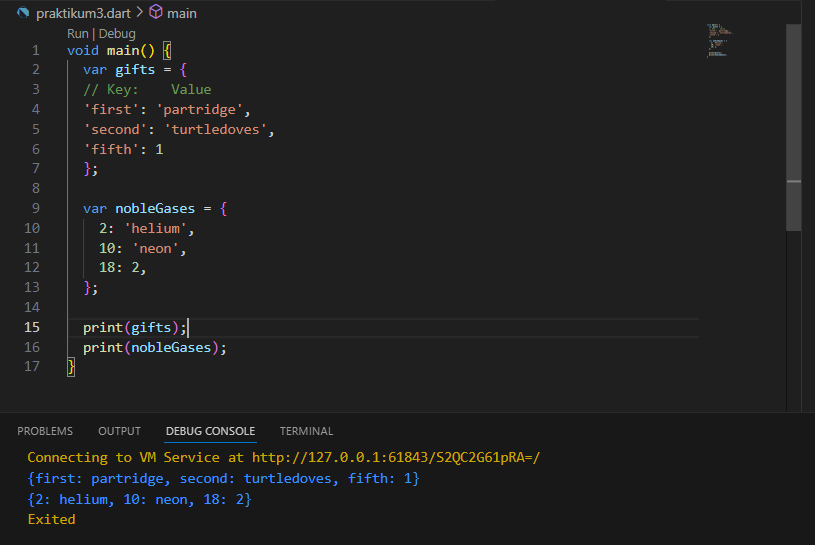 praktikum3.dart > main
Run | Debug
1 void main() {
2   var gifts = {
3   // Key:    Value
4   'first': 'partridge',
5   'second': 'turtledoves',
6   'fifth': 1
7   };
8
9   var nobleGases = {
10     2: 'helium',
11     10: 'neon',
12     18: 2,
13   };
14
15   print(gifts);
16   print(nobleGases);
17 }
PROBLEMS OUTPUT DEBUG CONSOLE TERMINAL
Connecting to VM Service at http://127.0.0.1:61843/S2QC2G61pRA=/
{first: partridge, second: turtledoves, fifth: 1}
{2: helium, 10: neon, 18: 2}
Exited